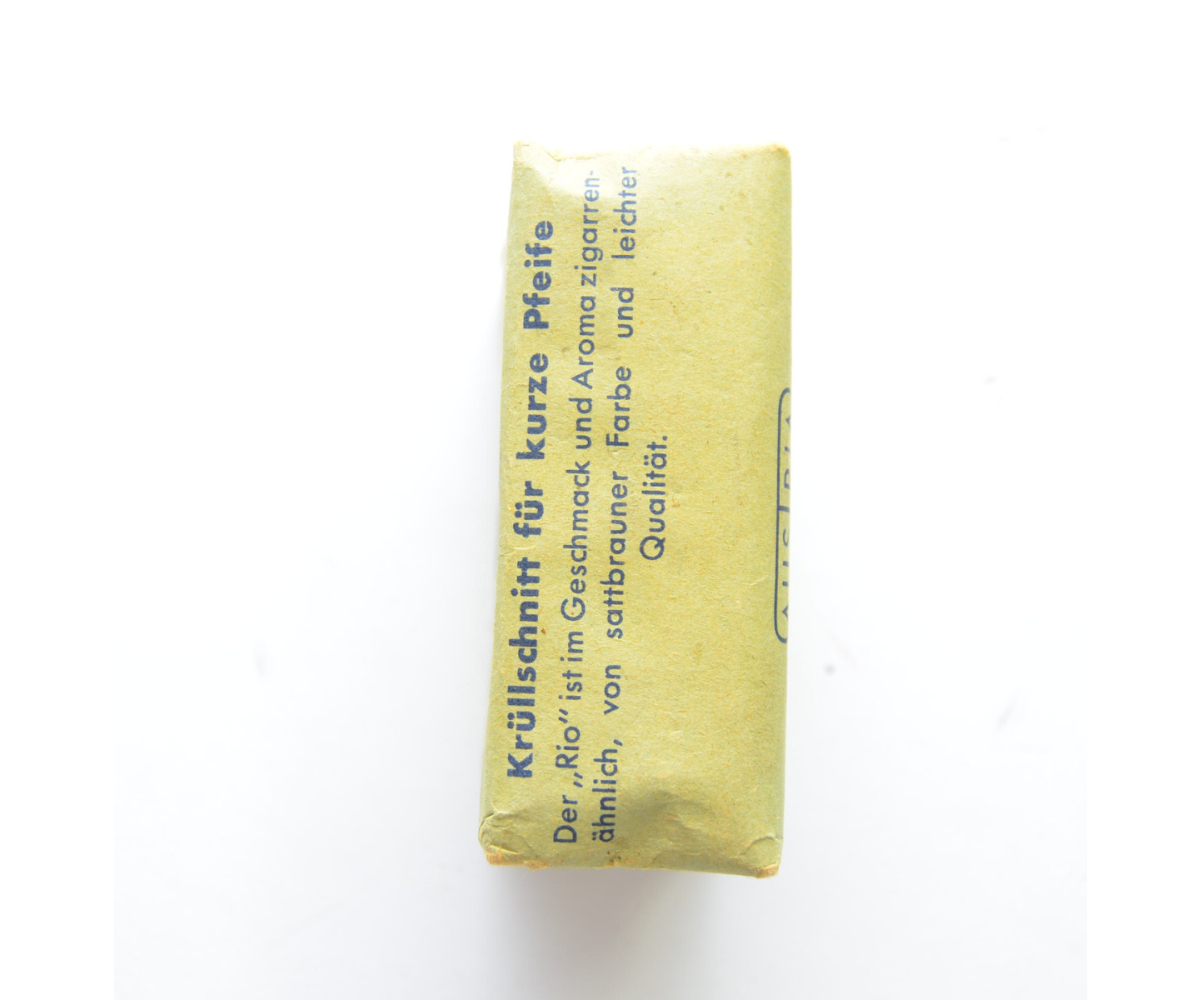 Krüllschnitt für kurze Pfeife
Der „Rio” ist im Geschmack und Aroma zigarren-
ähnlich, von sattbrauner Farbe und leichter
Qualität.